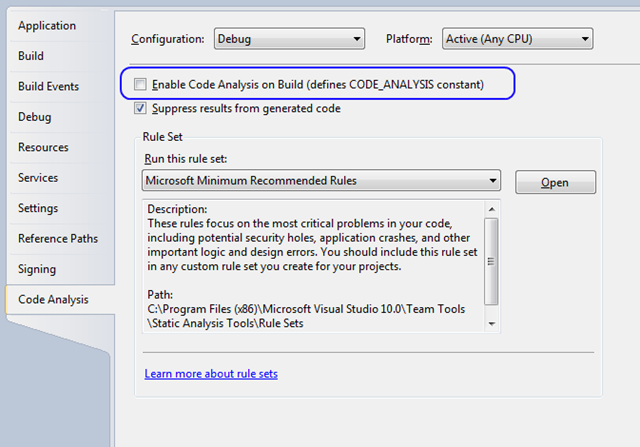 Application
Build
Build Events
Debug
Resources
Services
Settings
Reference Paths
Signing
Code Analysis
Configuration: Debug Platform: Active (Any CPU)
Enable Code Analysis on Build (defines CODE_ANALYSIS constant)
Suppress results from generated code
Rule Set
Run this rule set:
Microsoft Minimum Recommended Rules Open
Description:
These rules focus on the most critical problems in your code,
including potential security holes, application crashes, and other
important logic and design errors. You should include this rule set
in any custom rule set you create for your projects.
Path:
C:\Program Files (x86)\Microsoft Visual Studio 10.0\Team Tools
\Static Analysis Tools\Rule Sets
Learn more about rule sets